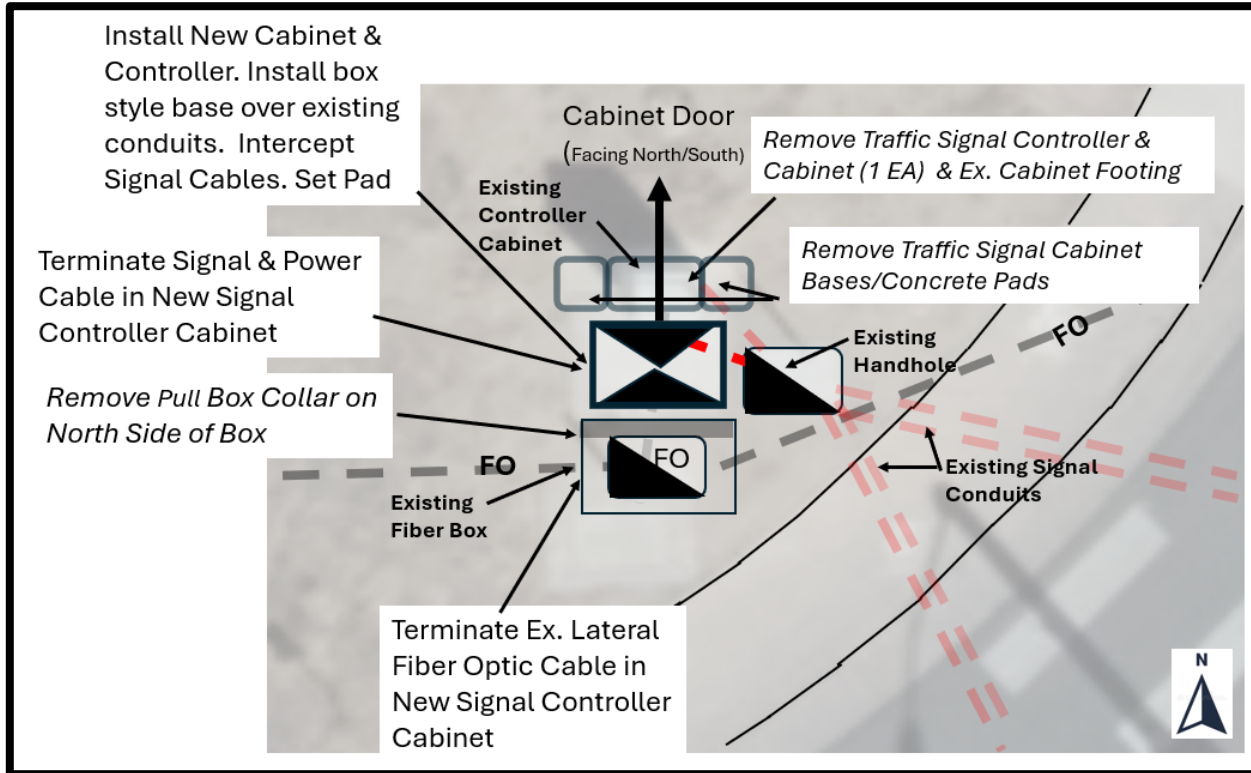 Install New Cabinet &
Controller. Install box
style base over existing
conduits.  Intercept
Signal Cables. Set Pad
Cabinet Door
(Facing North/South)
Remove Traffic Signal Controller &
Cabinet (1 EA)  & Ex. Cabinet Footing
Existing
Controller
Cabinet
Remove Traffic Signal Cabinet
Bases/Concrete Pads
Terminate Signal & Power
Cable in New Signal
Controller Cabinet
FO
Existing
Handhole
Remove Pull Box Collar on
North Side of Box
FO
FO
Existing
Fiber Box
Existing Signal
Conduits
Terminate Ex. Lateral
Fiber Optic Cable in
New Signal Controller
Cabinet
N